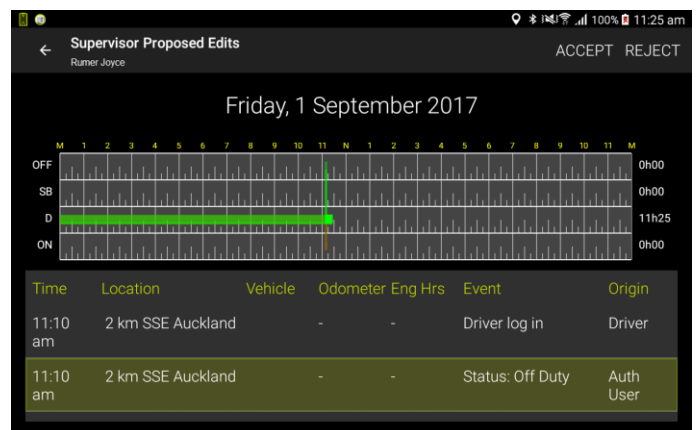 100% 11:25 am
Supervisor Proposed Edits
ACCEPT REJECT
Rumer Joyce
Friday, 1 September 2017
M 1 2 3 4 5 6 7 8 9 10 11 N 1 2 3 4 5 6 7 8 9 10 11 M
OFF 0h00
SB 0h00
D 11h25
ON 0h00
Time Location Vehicle Odometer Eng Hrs Event Origin
11:10 am 2 km SSE Auckland - - Driver log in Driver
11:10 am 2 km SSE Auckland - - Status: Off Duty Auth User